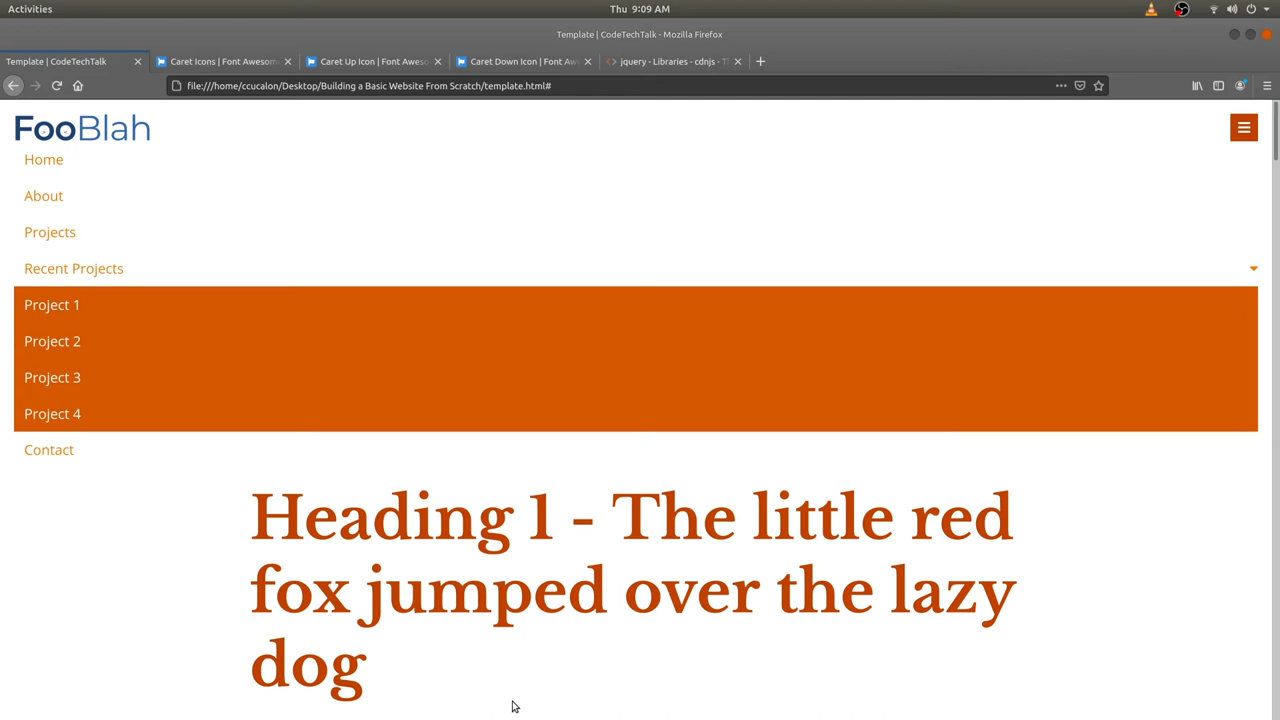 Activities
Thu 9:09 AM
Template | CodeTechTalk - Mozilla Firefox
Template | CodeTechTalk
Caret Icons | Font Awesom
Caret Up Icon | Font Aweso
Caret Down Icon | Font Aw
jquery - Libraries - cdnjs - T
file:///home/ccucalon/Desktop/Building a Basic Website From Scratch/template.html#
FooBlah
Home
About
Projects
Recent Projects
Project 1
Project 2
Project 3
Project 4
Contact
Heading 1 - The little red
fox jumped over the lazy
dog